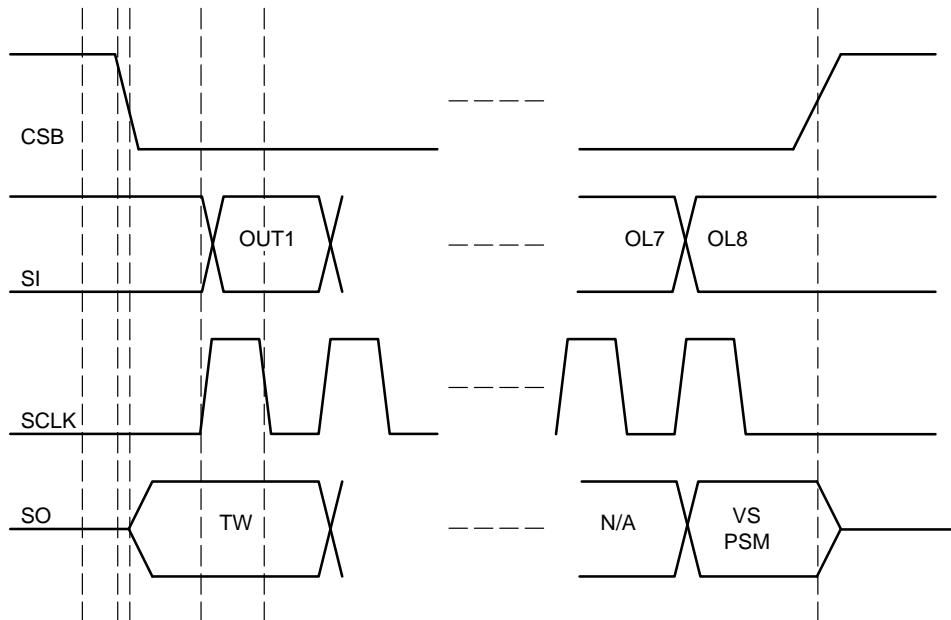 CSB
OUT1
OL7
OL8
SI
SCLK
SO
TW
N/A
VS
PSM